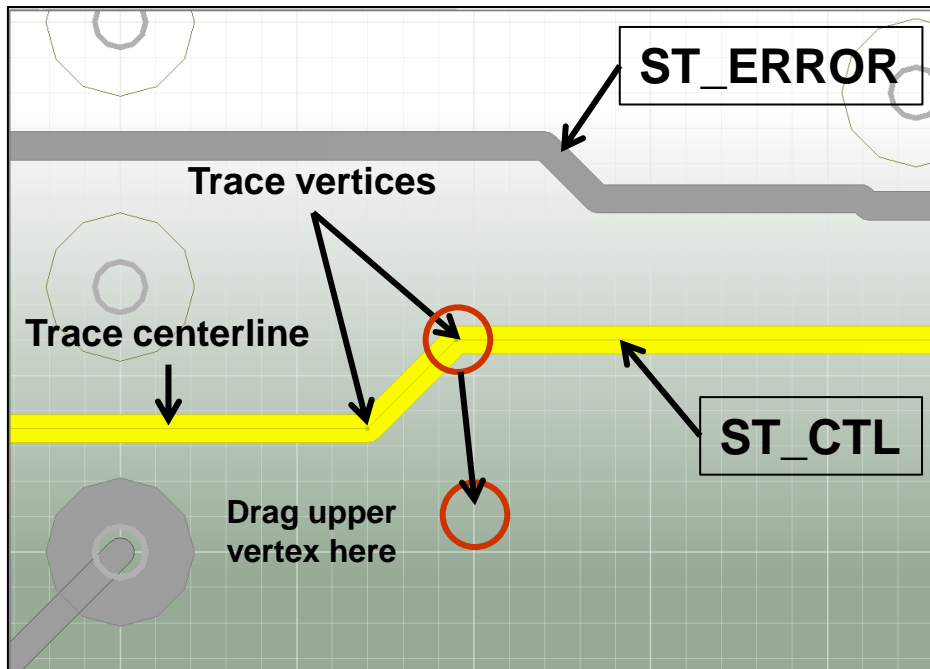 ST_ERROR
Trace vertices
Trace centerline
ST_CTL
Drag upper
vertex here